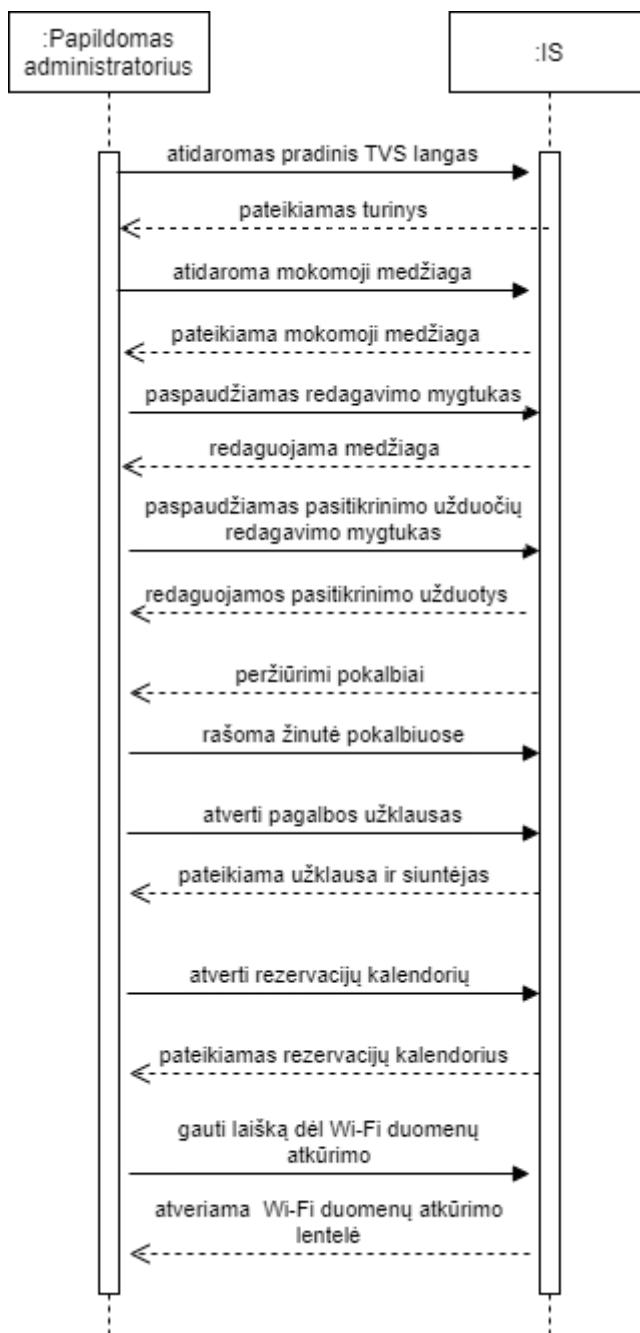 :Papildomas
administratorius
:IS
atidaromas pradinis TVS langas
pateikiamas turinys
atidaroma mokomoji medžiaga
pateikiama mokomoji medžiaga
paspaudžiamas redagavimo mygtukas
redaguojama medžiaga
paspaudžiamas pasitikrinimo užduočių
redagavimo mygtukas
redaguojamos pasitikrinimo užduotys
peržiūrimi pokalbiai
rašoma žinutė pokalbiuose
atverti pagalbos užklausas
pateikiama užklausa ir siuntėjas
atverti rezervacijų kalendorių
pateikiamas rezervacijų kalendorius
gauti laišką dėl Wi-Fi duomenų
atkūrimo
atveriama Wi-Fi duomenų atkūrimo
lentelė